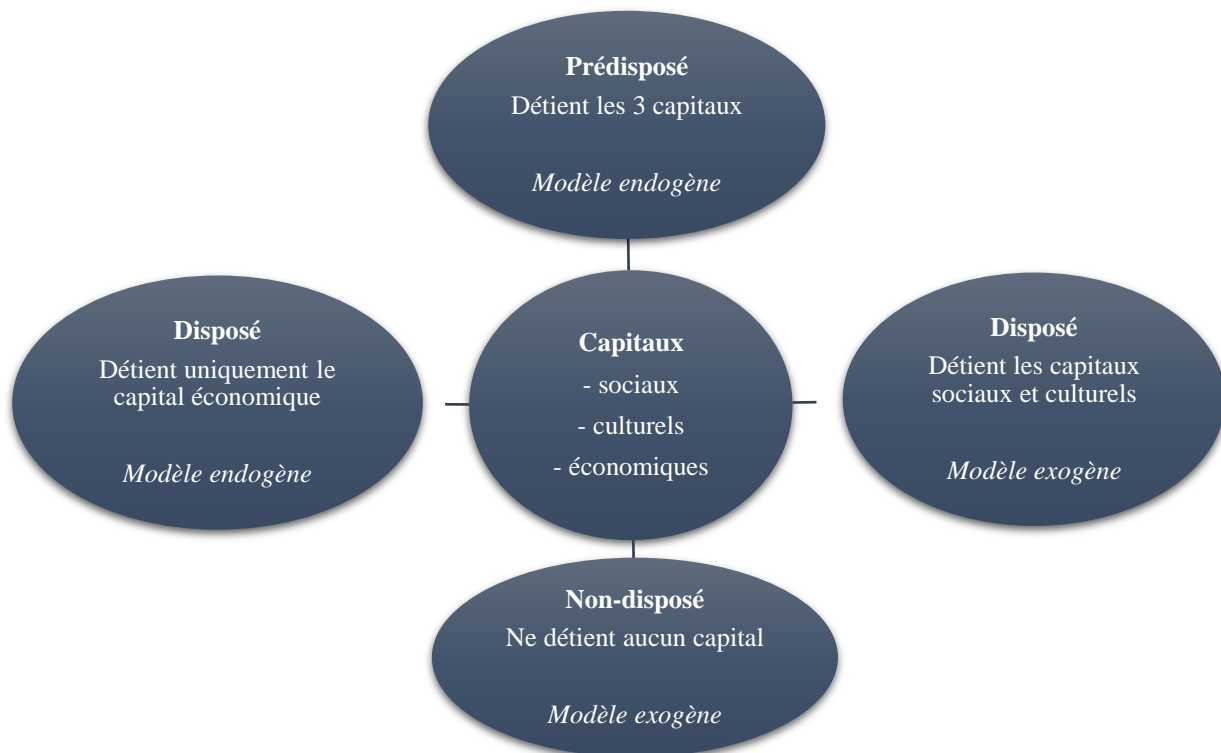 Prédisposé
Détient les 3 capitaux
Modèle endogène
Disposé
Détient uniquement le
capital économique
Modèle endogène
Capitaux
- sociaux
- culturels
- économiques
Disposé
Détient les capitaux
sociaux et culturels
Modèle exogène
Non-disposé
Ne détient aucun capital
Modèle exogène